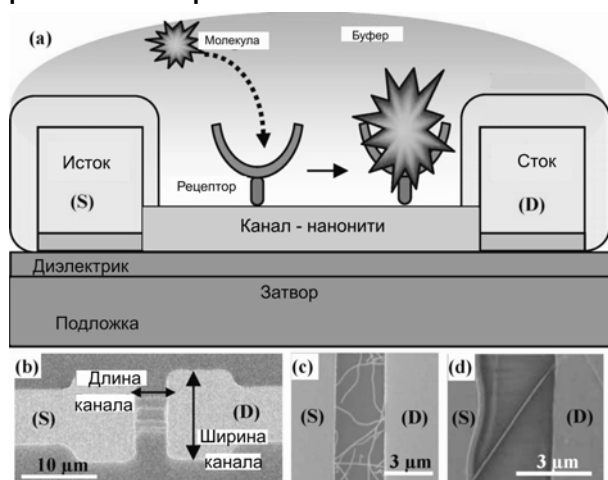 (a)
Молекула
Буфер
Исток
(S)
Рецептор
Сток
(D)
Канал - нанонити
Диэлектрик
Затвор
Подложка
(b)
Длина
канала
(S)
(D)
Ширина
канала
10 µm
(c)
(S)
(D)
3 µm
(d)
(S)
(D)
3 µm